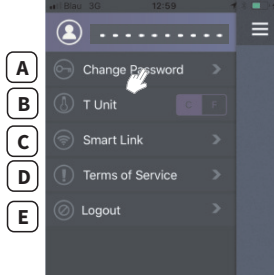 Blau 3G 12:59
A Change Password >
B T Unit C F
C Smart Link >
D Terms of Service >
E Logout >